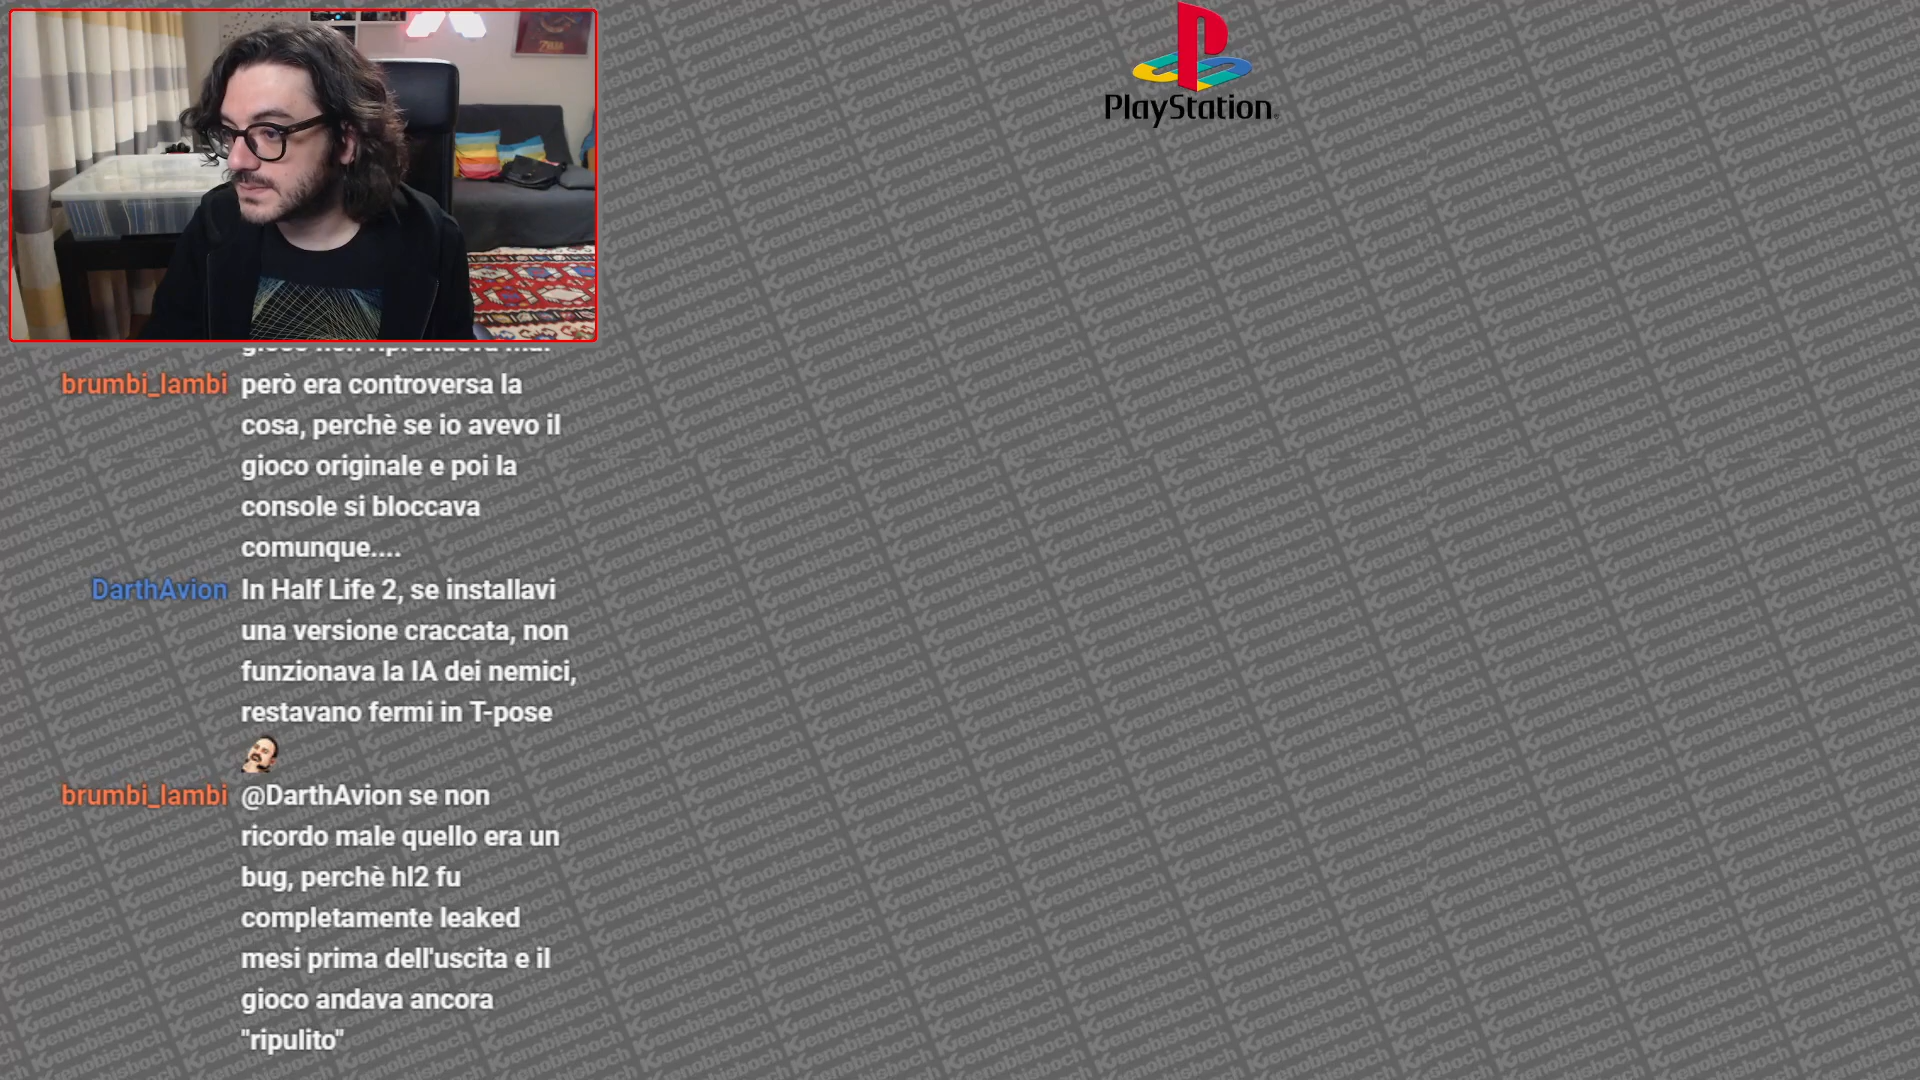 ZELDA
PlayStation
brumbi_lambi però era controversa la
cosa, perchè se io avevo il
gioco originale e poi la
console si bloccava
comunque....
DarthAvion In Half Life 2, se installavi
una versione craccata, non
funzionava la IA dei nemici,
restavano fermi in T-pose
brumbi_lambi @DarthAvion se non
ricordo male quello era un
bug, perchè hl2 fu
completamente leaked
mesi prima dell'uscita e il
gioco andava ancora
"ripulito"
Kenobisboch